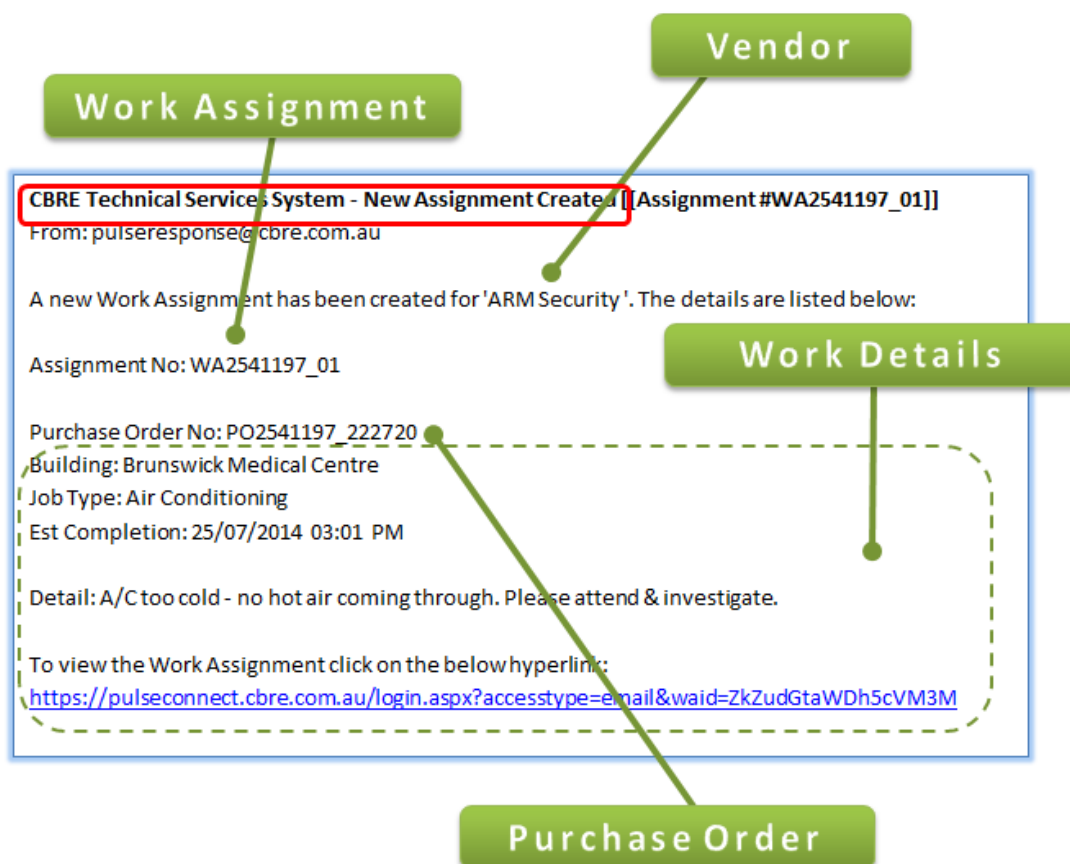 Vendor
Work Assignment
CBRE Technical Services System - New Assignment Created [[Assignment #WA2541197_01]]
From: pulseresponse@cbre.com.au
A new Work Assignment has been created for 'ARM Security '. The details are listed below:
Work Details
Assignment No: WA2541197_01
Purchase Order No: PO2541197_222720
Building: Brunswick Medical Centre
Job Type: Air Conditioning
Est Completion: 25/07/2014 03:01 PM
Detail: A/C too cold - no hot air coming through. Please attend & investigate.
To view the Work Assignment click on the below hyperlink:
https://pulseconnect.cbre.com.au/login.aspx?accesstype=email&waid=ZkZudGtaWDh5cVM3M
Purchase Order